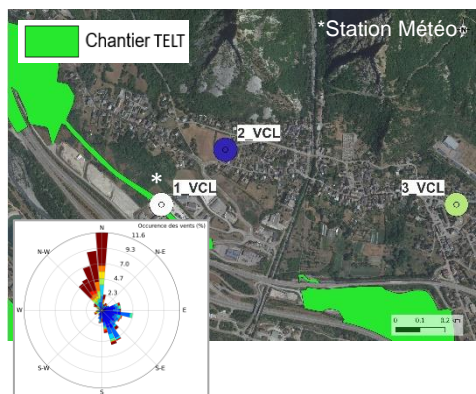 Chantier TELT
*Station Météo
2_VCL
*
1_VCL
3_VCL
Occurence des vents (%)
N
11.6
9.3
7.0
4.7
2.3
N-W
N-E
W
E
S-W
S-E
S
0 0.1 0.2 km